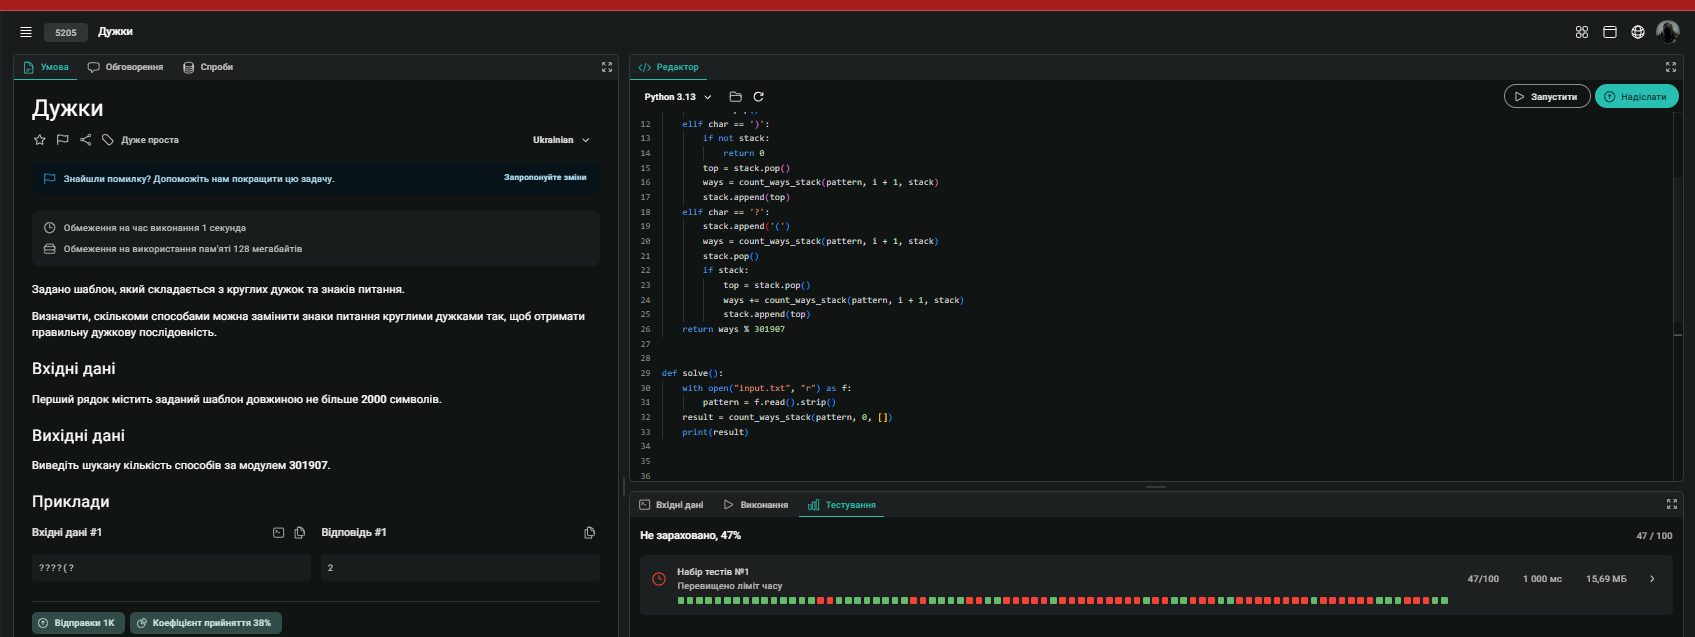 5205 Дужки
Умова Обговорення Спроби
Дужки
Дуже проста
Ukrainian
Знайшли помилку? Допоможіть нам покращити цю задачу. Запропонуйте зміни
Обмеження на час виконання 1 секунда
Обмеження на використання пам'яті 128 мегабайтів
Задано шаблон, який складається з круглих дужок та знаків питання.
Визначити, скількома способами можна замінити знаки питання круглими дужками так, щоб отримати
правильну дужкову послідовність.
Вхідні дані
Перший рядок містить заданий шаблон довжиною не більше 2000 символів.
Вихідні дані
Виведіть шукану кількість способів за модулем 301907.
Приклади
Вхідні дані #1 Відповідь #1
????(? 2
Відправки 1K Коефіцієнт прийняття 38%
Редактор
Python 3.13 Запустити Надіслати
12 elif char == ')':
13 if not stack:
14 return 0
15 top = stack.pop()
16 ways = count_ways_stack(pattern, i + 1, stack)
17 stack.append(top)
18 elif char == '?':
19 stack.append('(')
20 ways = count_ways_stack(pattern, i + 1, stack)
21 stack.pop()
22 if stack:
23 top = stack.pop()
24 ways += count_ways_stack(pattern, i + 1, stack)
25 stack.append(top)
26 return ways % 301907
27
28
29 def solve():
30 with open("input.txt", "r") as f:
31 pattern = f.read().strip()
32 result = count_ways_stack(pattern, 0, [])
33 print(result)
34
35
36
Вхідні дані Виконання Тестування
Не зараховано, 47% 47 / 100
Набір тестів №1
Перевищено ліміт часу
47/100 1 000 мс 15,69 МБ